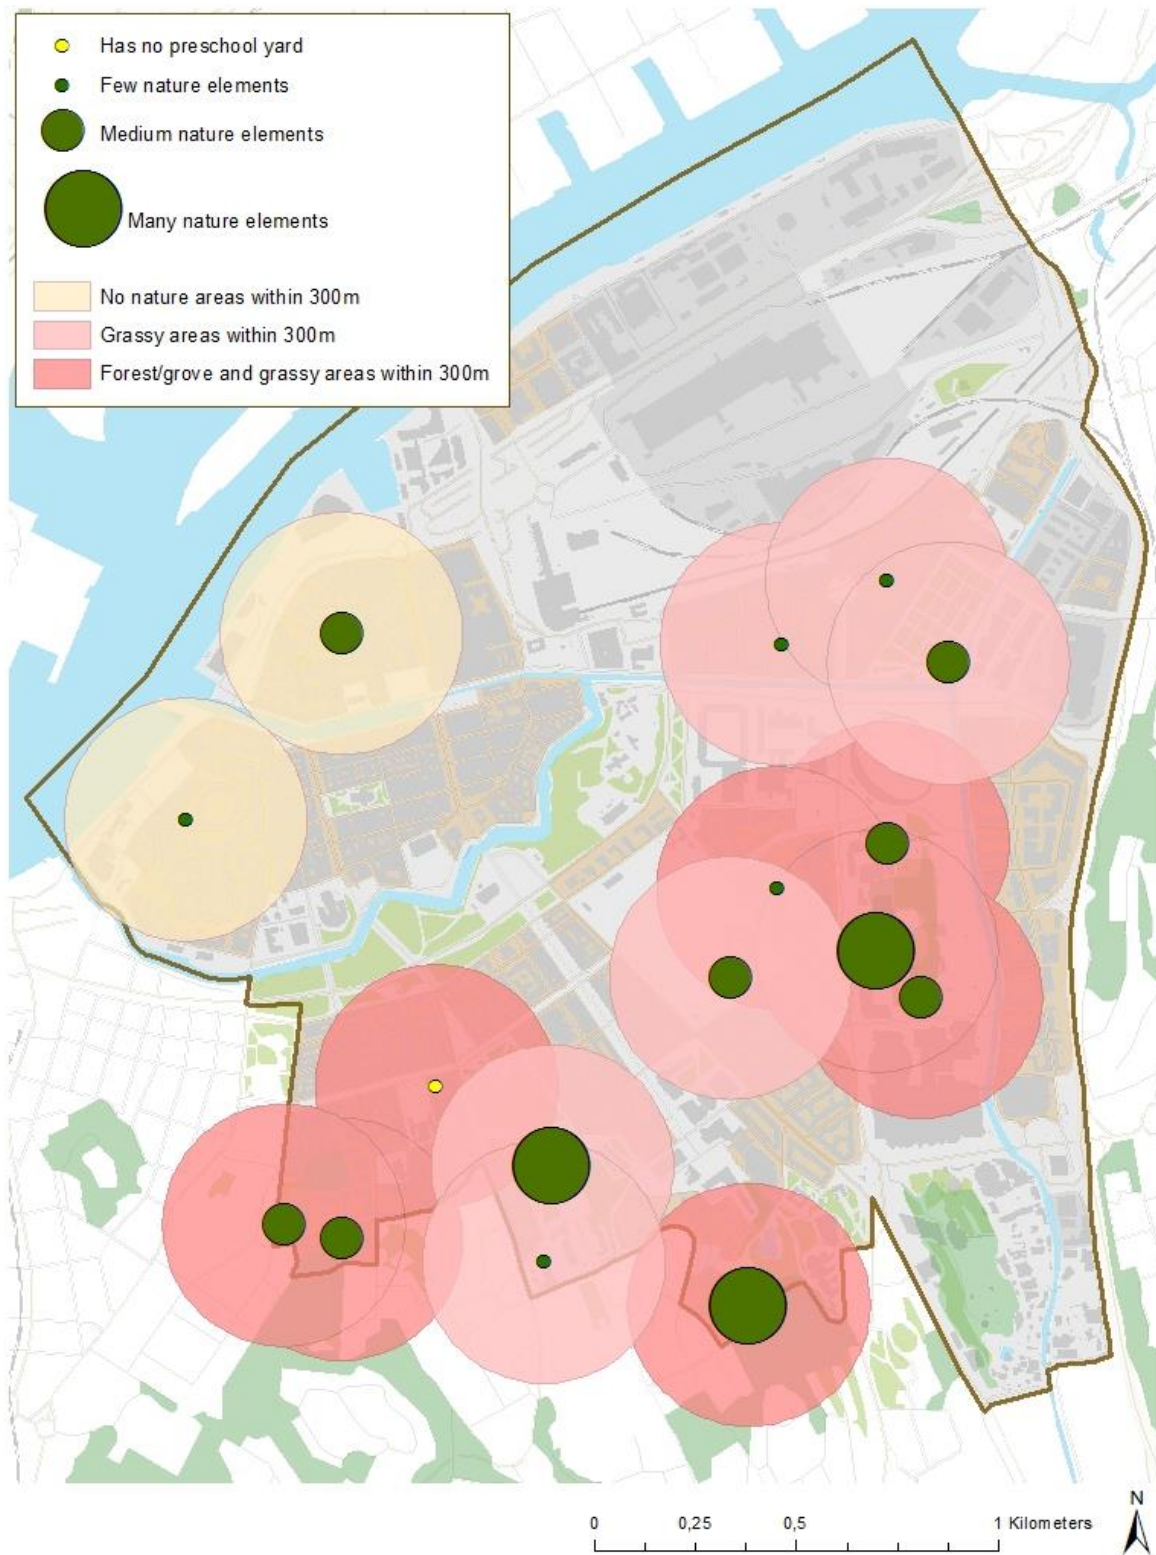 Has no preschool yard
Few nature elements
Medium nature elements
Many nature elements
No nature areas within 300m
Grassy areas within 300m
Forest/grove and grassy areas within 300m
N
0 0,25 0,5 1 Kilometers